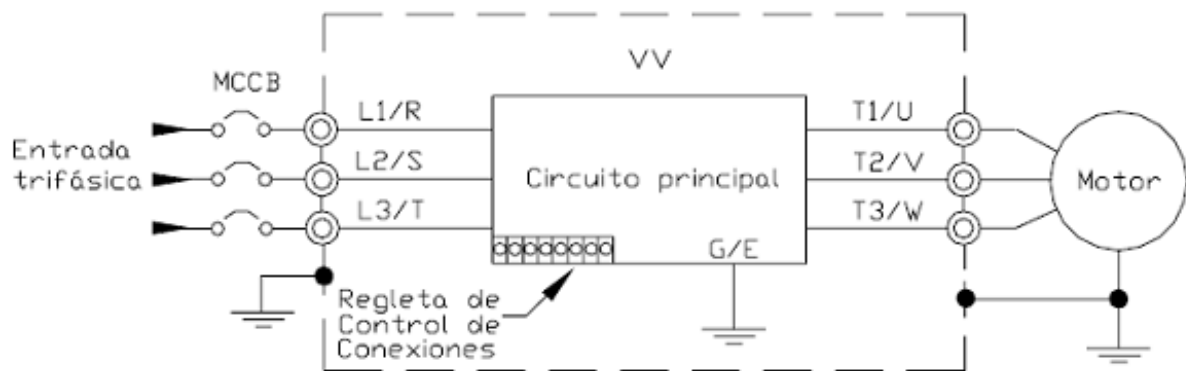 VV
MCCB
L1/R
T1/U
Entrada
trifásica
L2/S
Circuito principal
T2/V
Motor
L3/T
T3/W
G/E
Regleta de
Control de
Conexiones